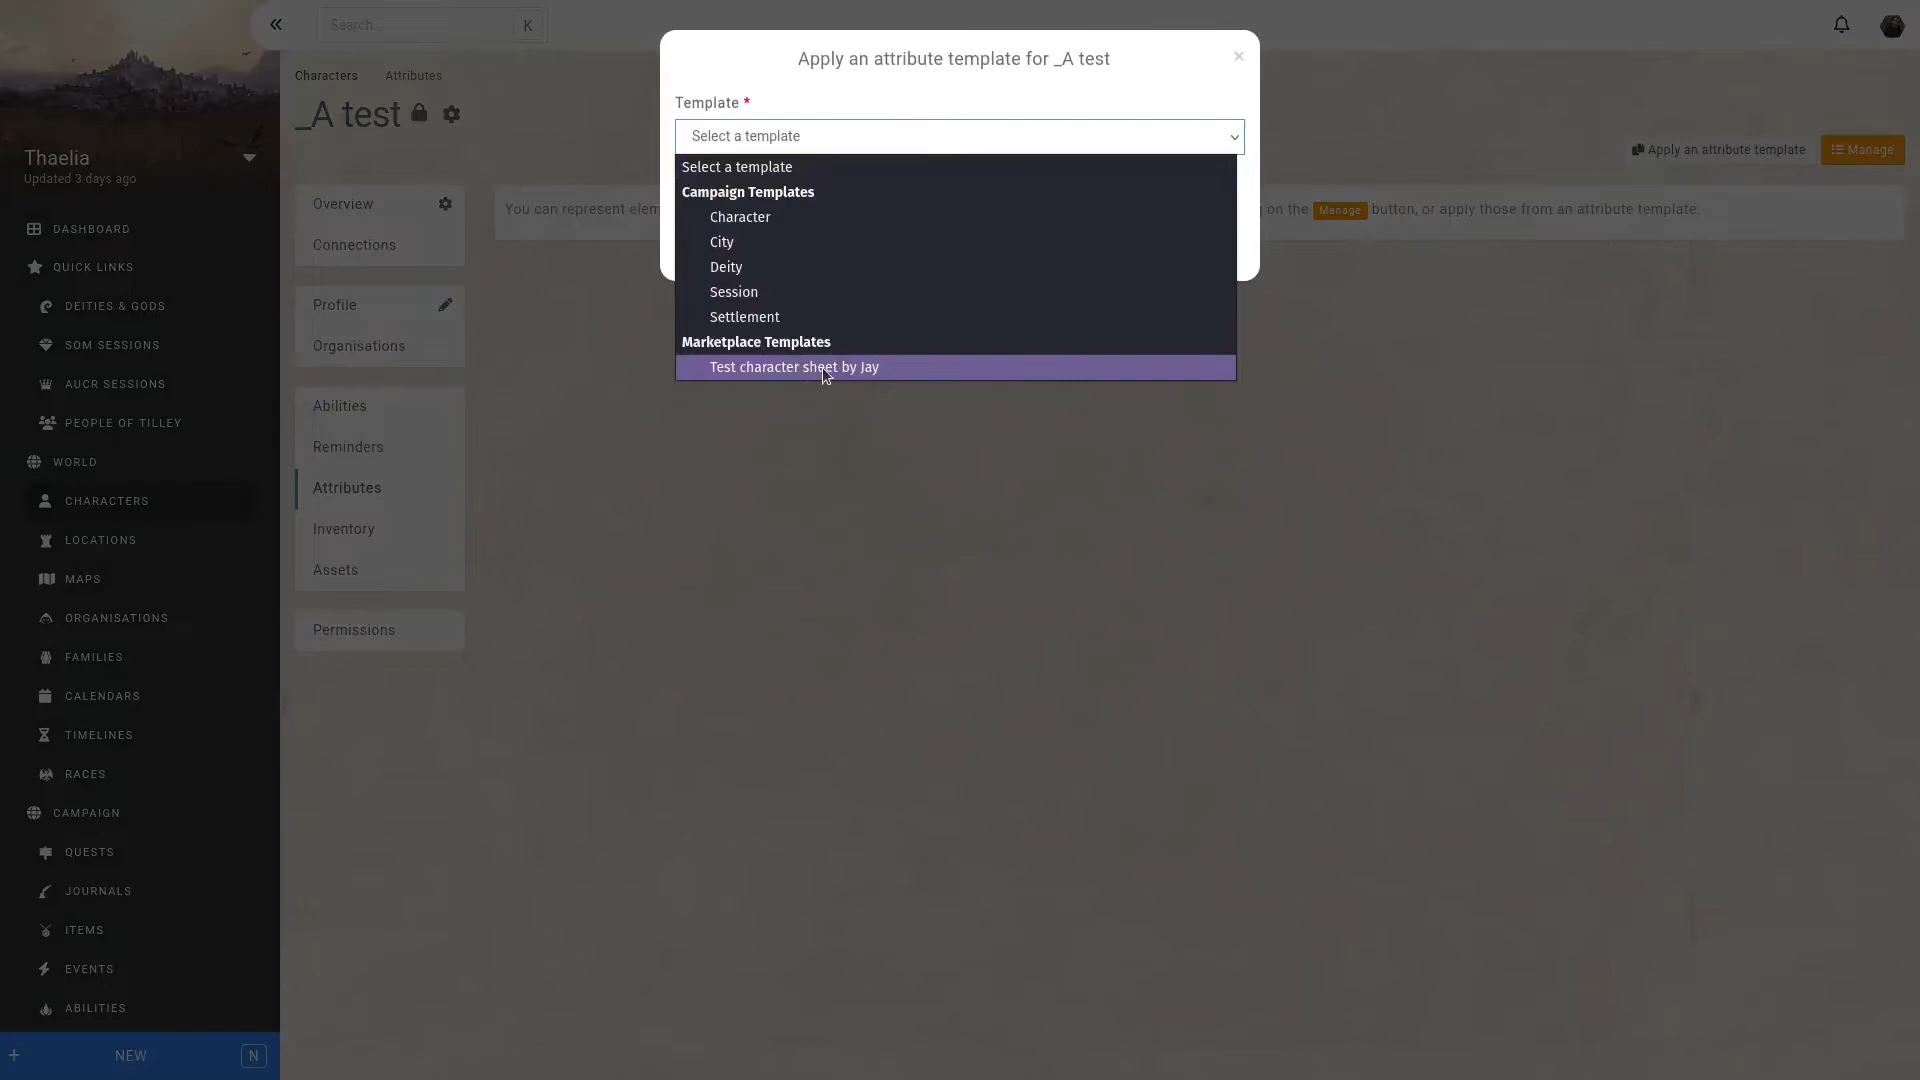 Search...
K
Apply an attribute template for _A test
×
Template *
Select a template
Select a template
Campaign Templates
Character
City
Deity
Session
Settlement
Marketplace Templates
Test character sheet by Jay
Characters
Attributes
_A test
Apply an attribute template
Manage
You can represent elem
g on the Manage button, or apply those from an attribute template.
Overview
Connections
Profile
Organisations
Abilities
Reminders
Attributes
Inventory
Assets
Permissions
Thaelia
Updated 3 days ago
DASHBOARD
QUICK LINKS
DEITIES & GODS
SOM SESSIONS
AUCR SESSIONS
PEOPLE OF TILLEY
WORLD
CHARACTERS
LOCATIONS
MAPS
ORGANISATIONS
FAMILIES
CALENDARS
TIMELINES
RACES
CAMPAIGN
QUESTS
JOURNALS
ITEMS
EVENTS
ABILITIES
+ NEW N